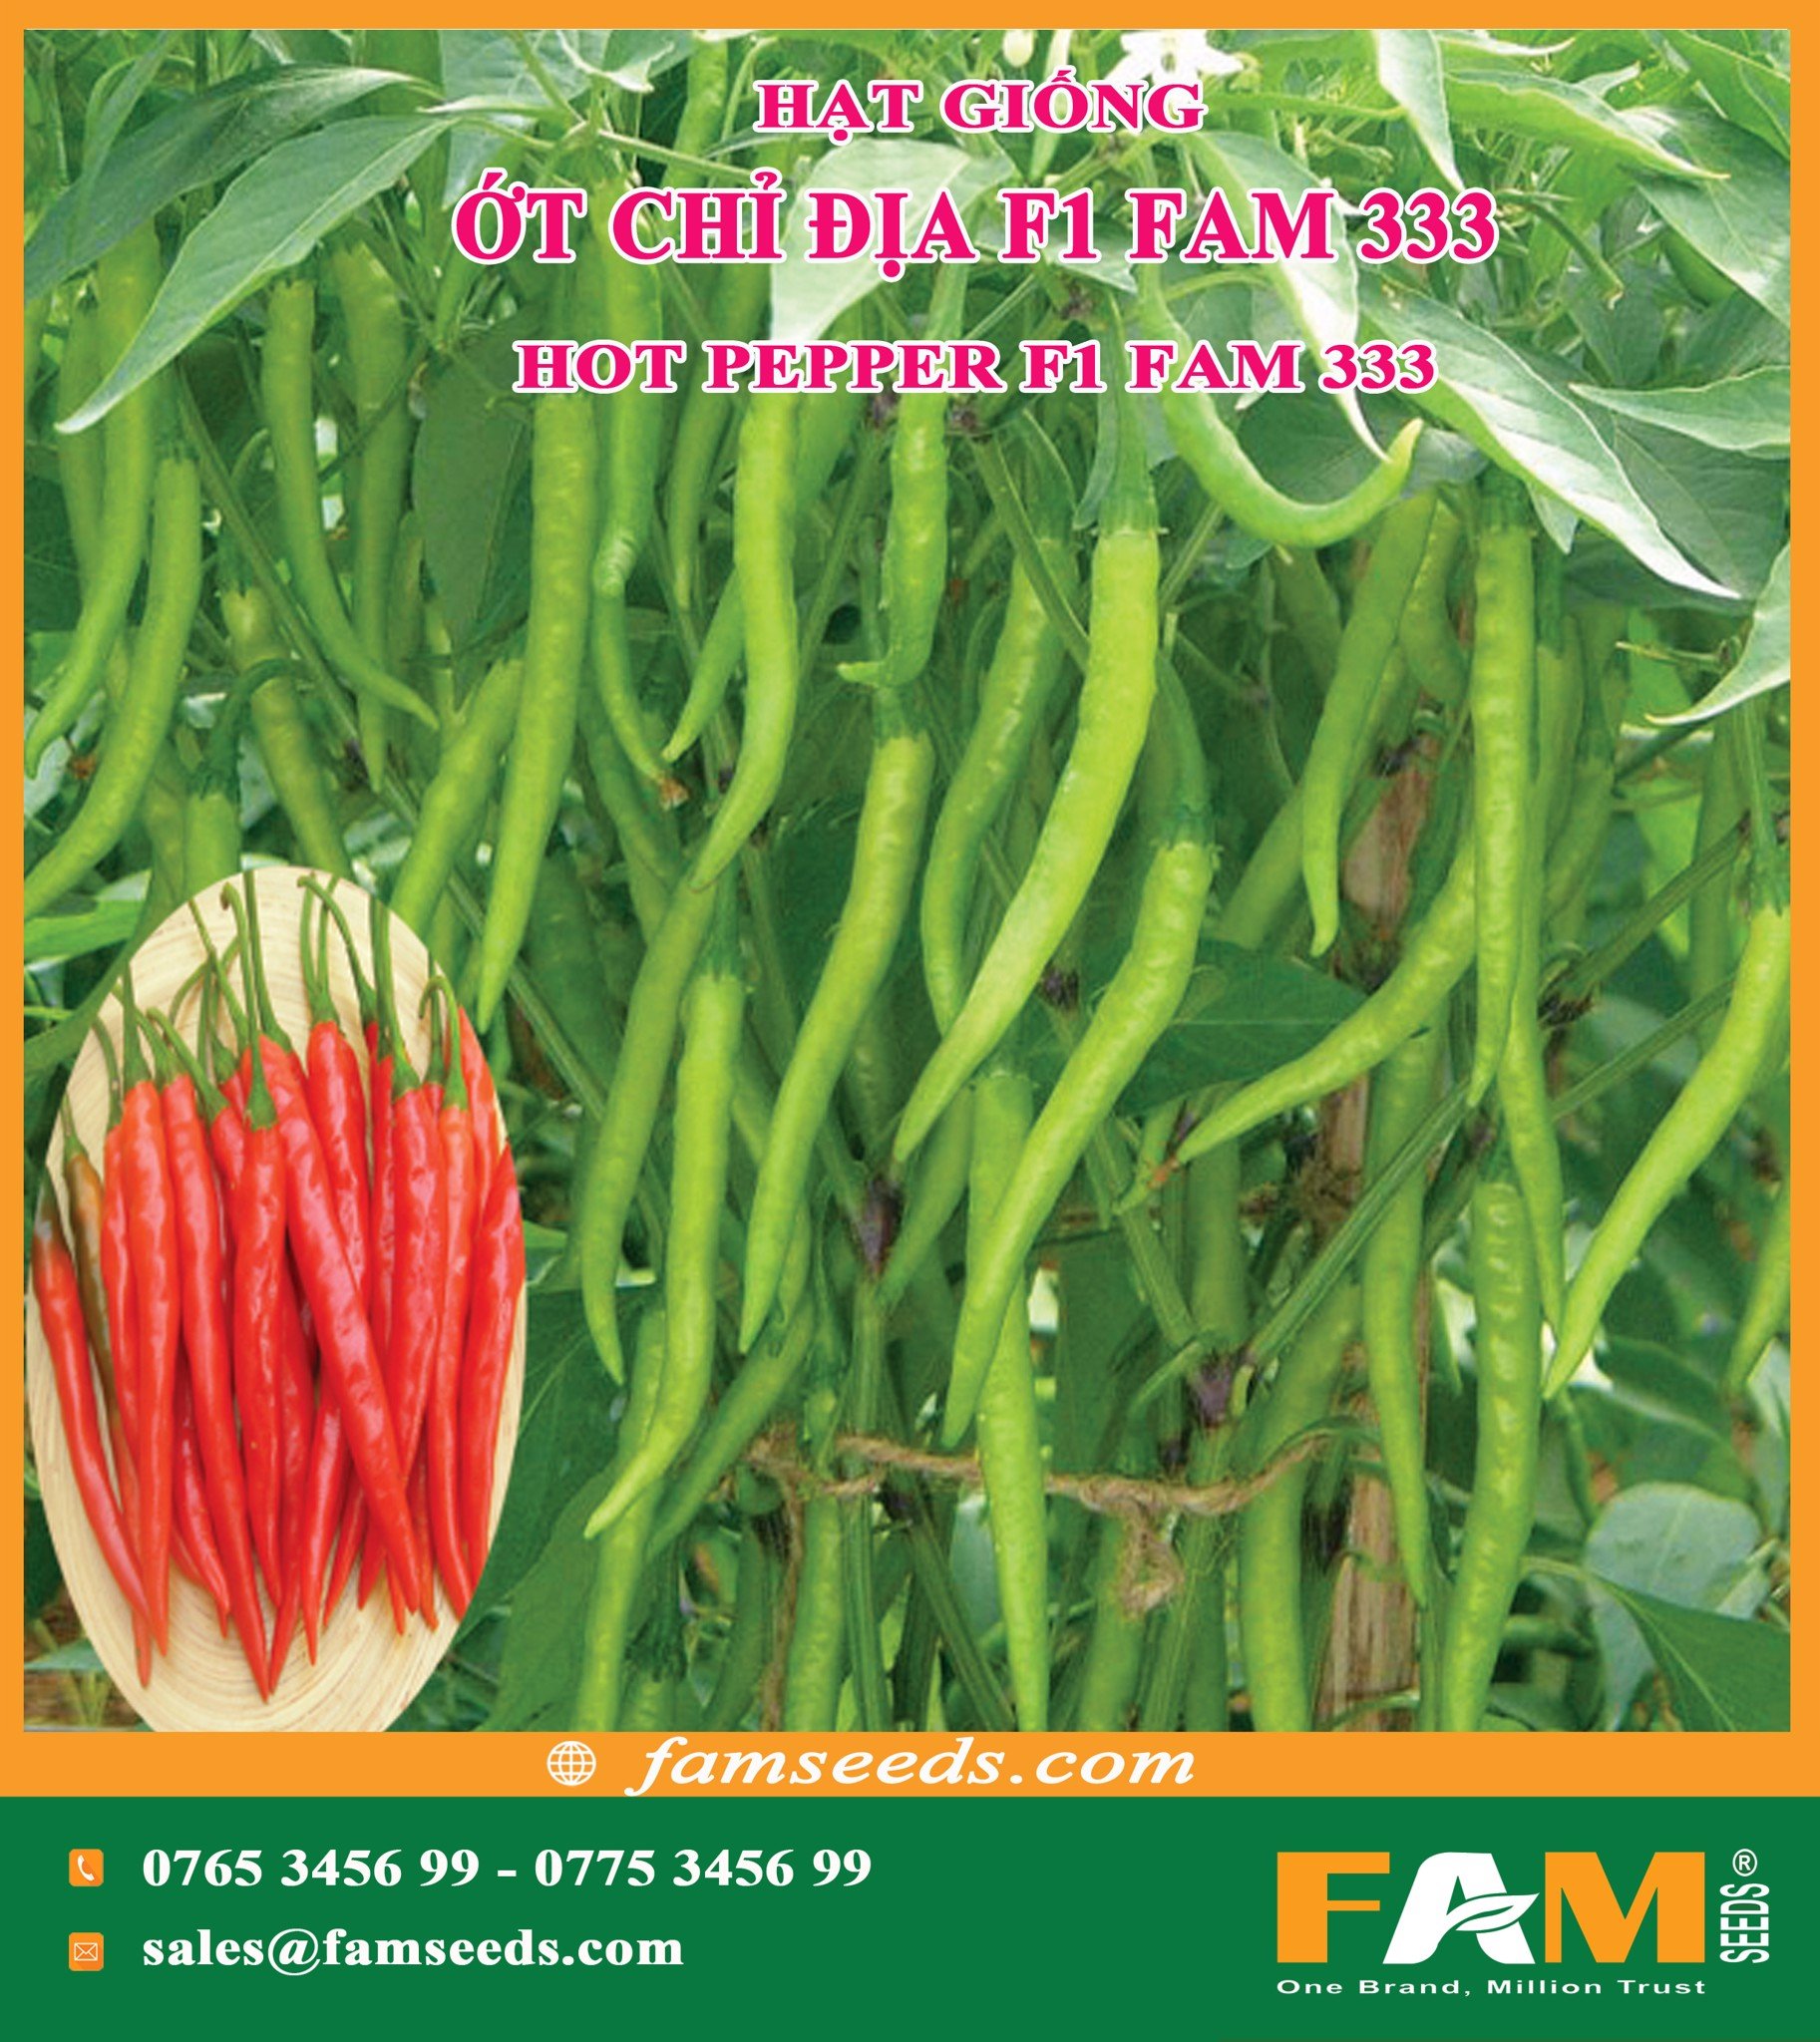 HẠT GIỐNG
ỚT CHỈ ĐỊA F1 FAM 333
HOT PEPPER F1 FAM 333
famseeds.com
0765 3456 99 - 0775 3456 99
sales@famseeds.com
FAM
SEEDS®
One Brand, Million Trust